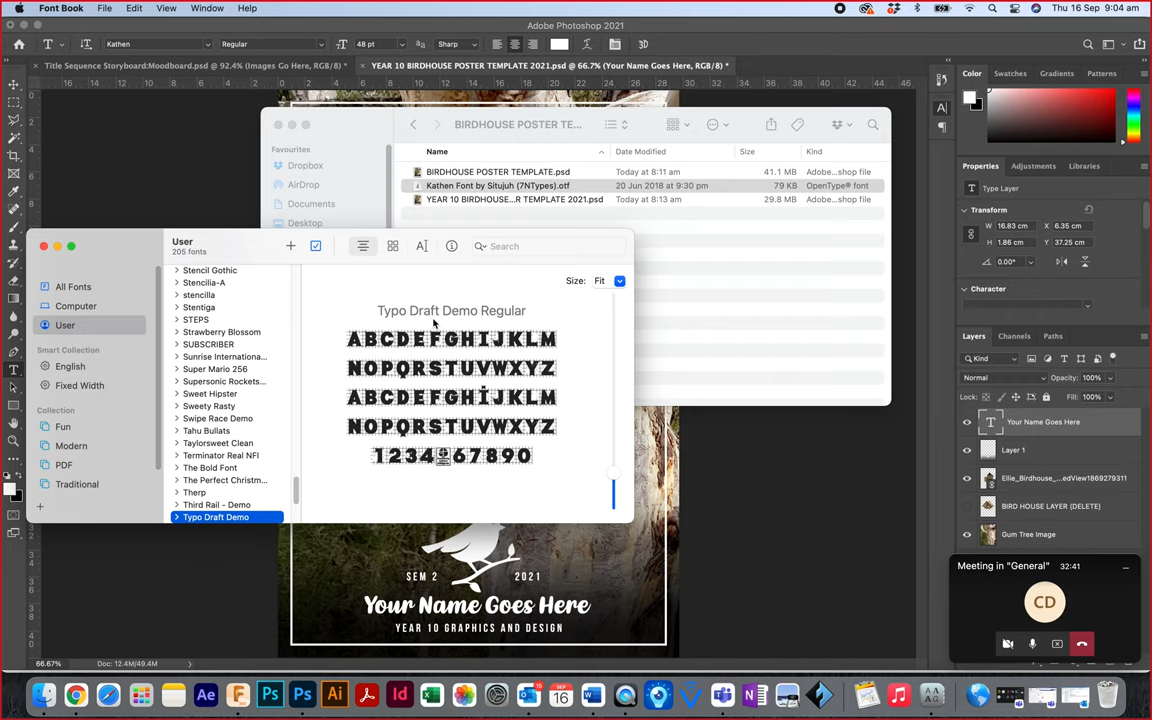 Font Book File Edit View Window Help Thu 16 Sep 9:04 am
Adobe Photoshop 2021
Kathen Regular 48 pt Sharp 3D
Title Sequence Storyboard:Moodboard.psd @ 92.4% (Images Go Here, RGB/8) * YEAR 10 BIRDHOUSE POSTER TEMPLATE 2021.psd @ 66.7% (Your Name Goes Here, RGB/8) *
Color Swatches Gradients Patterns
BIRDHOUSE POSTER TE...
Favourites
Dropbox
AirDrop
Documents
Desktop
Name Date Modified Size Kind
BIRDHOUSE POSTER TEMPLATE.psd Today at 8:11 am 41.1 MB Adobe...shop file
Kathen Font by Situjuh (7NTypes).otf 20 Jun 2018 at 9:30 pm 79 KB OpenType® font
YEAR 10 BIRDHOUSE...R TEMPLATE 2021.psd Today at 8:13 am 29.8 MB Adobe...shop file
Properties Adjustments Libraries
Type Layer
Transform
W 16.83 cm X 6.35 cm
H 1.86 cm Y 37.25 cm
0.00°
Character
Layers Channels Paths
Kind
Normal Opacity: 100%
Lock: Fill: 100%
Your Name Goes Here
Layer 1
Ellie_Birdhouse_...edView1869279311
BIRD HOUSE LAYER (DELETE)
Gum Tree Image
User
205 fonts
Search
All Fonts
Computer
User
Smart Collection
English
Fixed Width
Collection
Fun
Modern
PDF
Traditional
Stencil Gothic
Stencilia-A
stencilla
Stentiga
STEPS
Strawberry Blossom
SUBSCRIBER
Sunrise Internationa...
Super Mario 256
Supersonic Rockets...
Sweet Hipster
Sweety Rasty
Swipe Race Demo
Tahu Bullats
Taylorsweet Clean
Terminator Real NFI
The Bold Font
The Perfect Christm...
Therp
Third Rail - Demo
Typo Draft Demo
Size: Fit
Typo Draft Demo Regular
ABCDEFGHIJKLM
NOPQRSTUVWXYZ
ABCDEFGHIJKLM
NOPQRSTUVWXYZ
1234 67890
SEM 2 2021
Your Name Goes Here
YEAR 10 GRAPHICS AND DESIGN
Meeting in "General" 32:41
CD
66.67% Doc: 12.4M/49.4M